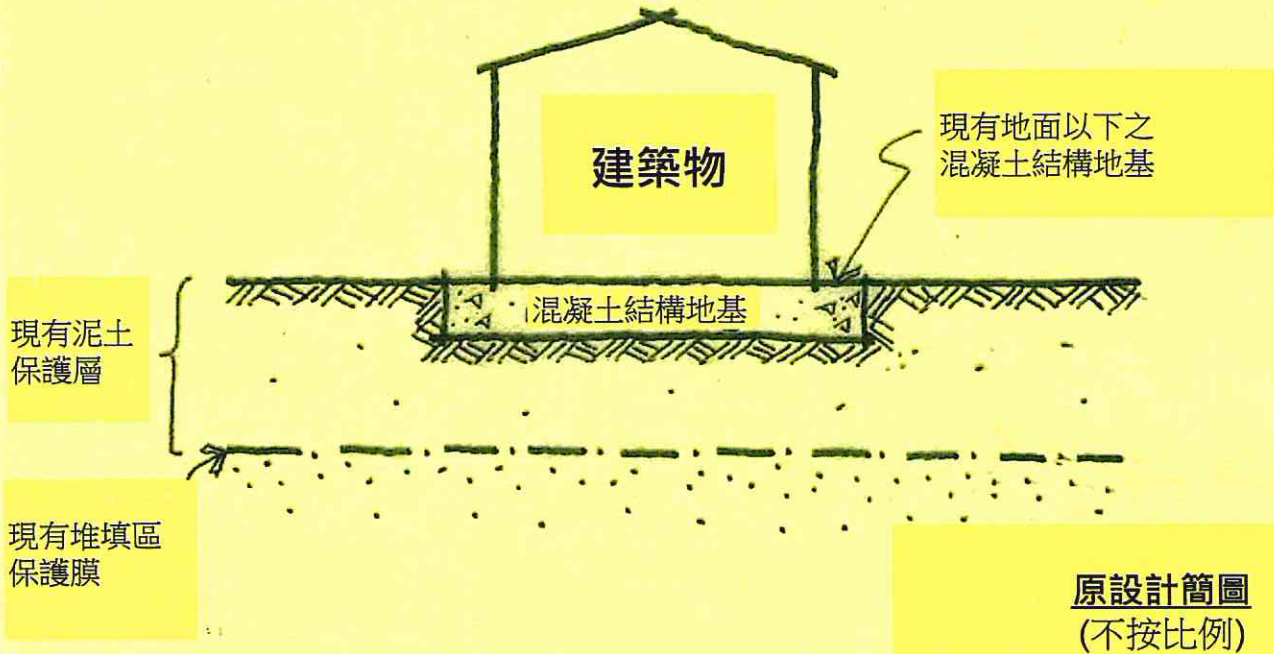 建築物
現有地面以下之
混凝土結構地基
混凝土結構地基
現有泥土
保護層
現有堆填區
保護膜
原設計簡圖
(不按比例)